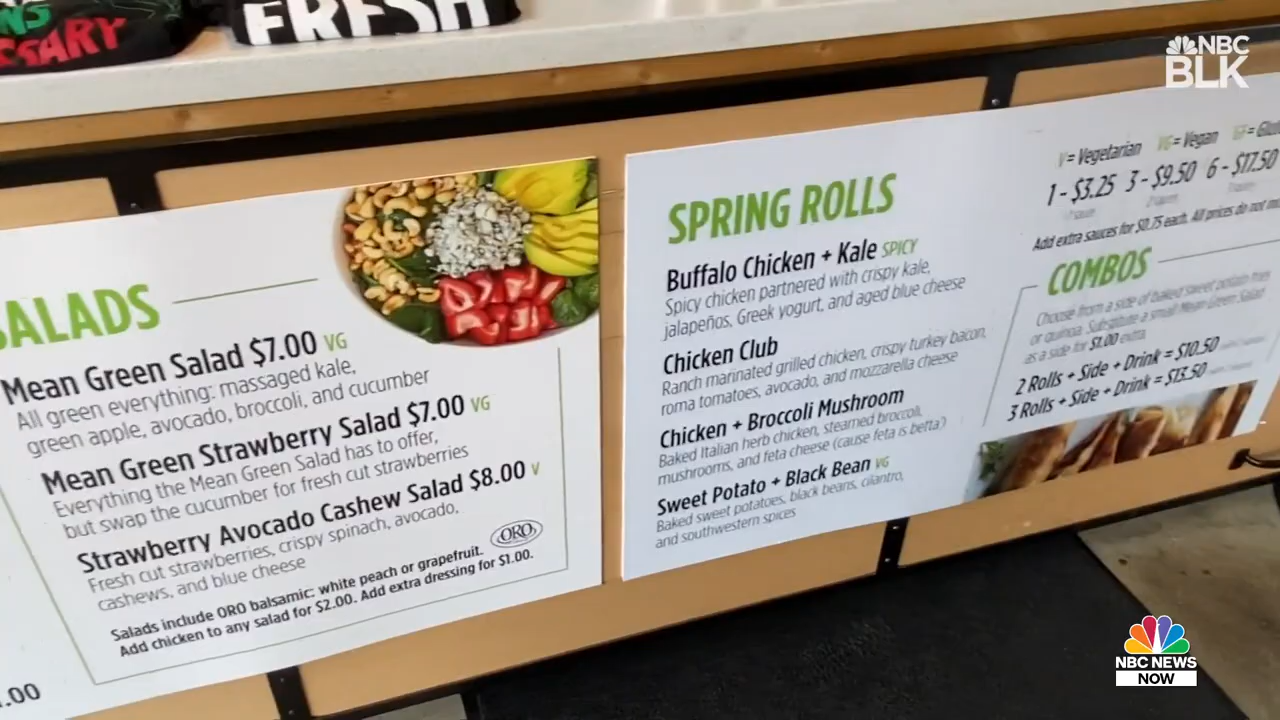 NS
SSARY
FRESH
NBC
BLK
SALADS
Mean Green Salad $7.00 VG
All green everything: massaged kale,
green apple, avocado, broccoli, and cucumber
Mean Green Strawberry Salad $7.00 VG
Everything the Mean Green Salad has to offer,
but swap the cucumber for fresh cut strawberries
Strawberry Avocado Cashew Salad $8.00 V
Fresh cut strawberries, crispy spinach, avocado,
cashews, and blue cheese
ORO
Salads include ORO balsamic: white peach or grapefruit.
Add chicken to any salad for $2.00. Add extra dressing for $1.00.
.00
SPRING ROLLS
Buffalo Chicken + Kale SPICY
Spicy chicken partnered with crispy kale,
jalapeños, Greek yogurt, and aged blue cheese
Chicken Club
Ranch marinated grilled chicken, crispy turkey bacon,
roma tomatoes, avocado, and mozzarella cheese
Chicken + Broccoli Mushroom
Baked Italian herb chicken, steamed broccoli,
mushrooms, and feta cheese (cause feta is betta')
Sweet Potato + Black Bean VG
Baked sweet potatoes, black beans, cilantro,
and southwestern spices
V = Vegetarian VG = Vegan GF = Glu
1 - $3.25 3 - $9.50 6 - $17.50
Add extra sauces for $0.75 each. All prices do not
COMBOS
Choose from a side of baked sweet potato fries
or quinoa. Substitute a small Mean Green Salad
as a side for $1.00 extra
2 Rolls + Side + Drink = $10.50
3 Rolls + Side + Drink = $13.50
NBC NEWS
NOW